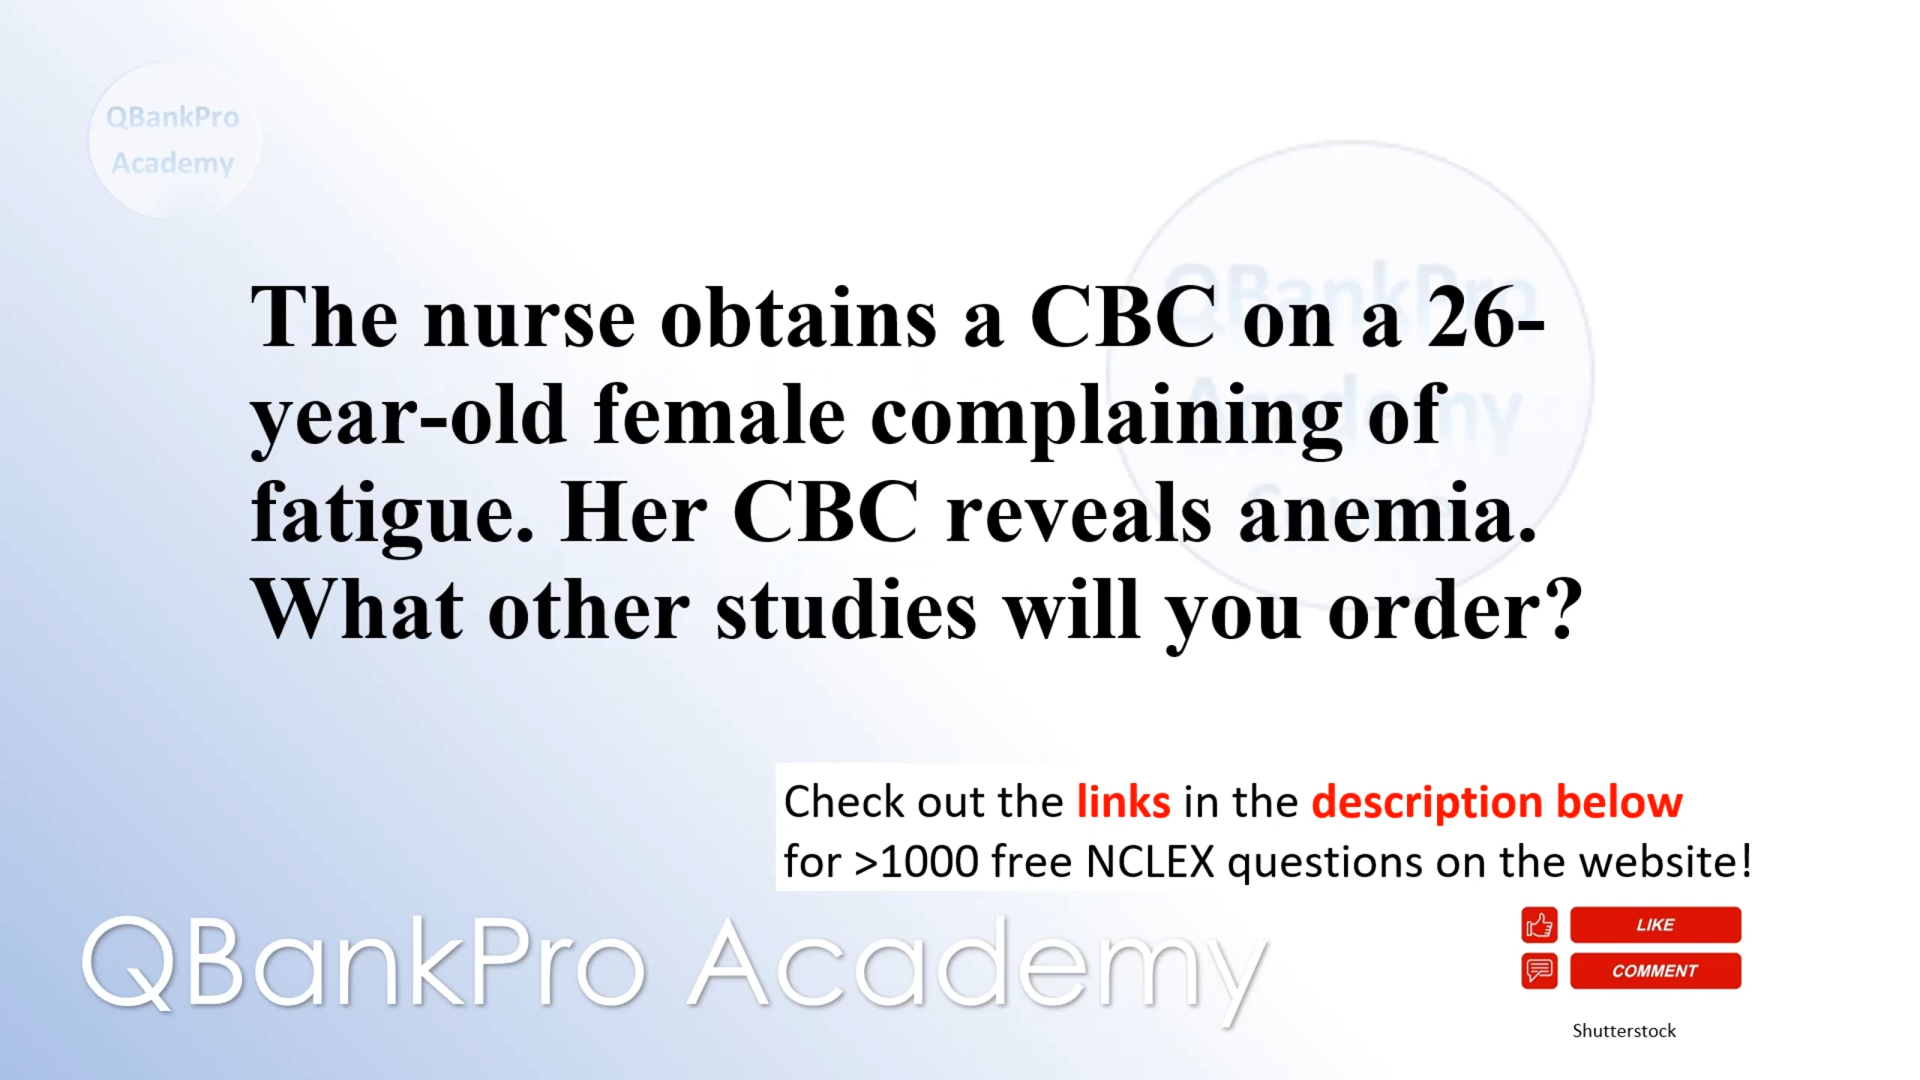 QBankPro
Academy
QBankPro
Academy
The nurse obtains a CBC on a 26-
year-old female complaining of
fatigue. Her CBC reveals anemia.
What other studies will you order?
Check out the links in the description below
for >1000 free NCLEX questions on the website!
QBankPro Academy
LIKE
COMMENT
Shutterstock